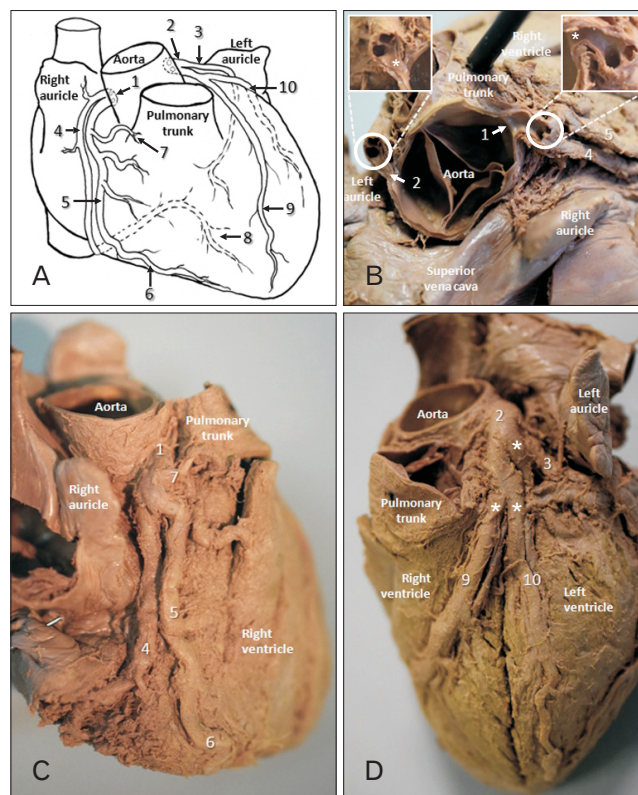 2
3
Left
auricle
Aorta
Right
auricle
1
10
4
Pulmonary
trunk
7
5
9
8
6
A
Right
ventricle
*
*
Pulmonary
trunk
1
5
4
Left
auricle
2
Aorta
Right
auricle
Superior
vena cava
B
Aorta
Pulmonary
trunk
1
7
Right
auricle
5
Right
ventricle
4
6
C
Left
auricle
Aorta
2
*
3
Pulmonary
trunk
* *
Right
ventricle
9
10
Left
ventricle
D